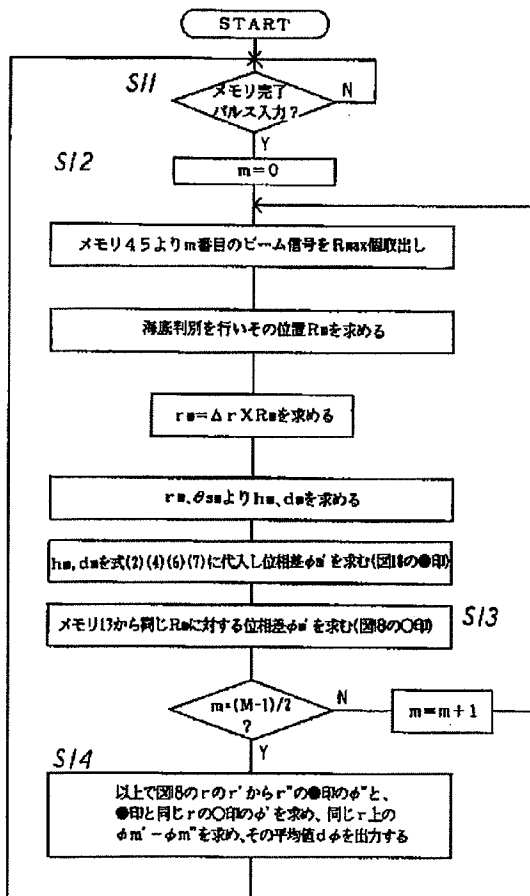 START
S11
メモリ完了
パルス入力?
N
Y
S12
m=0
メモリ45よりm番目のビーム信号をRmax個取出し
海底判別を行いその位置Rmを求める
rm=ΔrXRmを求める
rm、θsmよりhm、dmを求める
hm,dmを式(2)(4)(6)(7)に代入し位相差φm'を求む(図18の●印)
メモリ13から同じRmに対する位相差φm'を求む(図18の○印)
S13
m=(M-1)/2
?
N
m=m+1
Y
S14
以上で図18のrのr'からr"の●印のφ"と、
●印と同じrの○印のφ'を求め、同じr上の
φm'-φm"を求め、その平均値dφを出力する